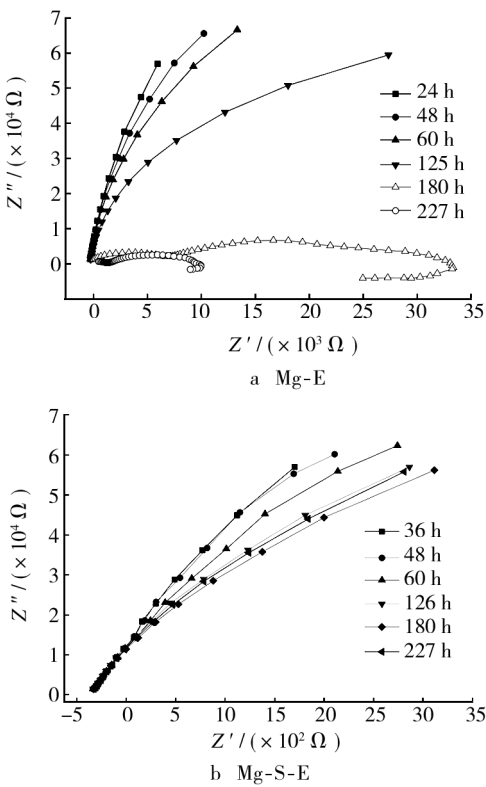 7
6
5
4
3
2
1
0
Z″/(×10⁴ Ω)
24 h
48 h
60 h
125 h
180 h
227 h
0 5 10 15 20 25 30 35
Z′/(×10³ Ω)
a Mg-E
7
6
5
4
3
2
1
0
Z″/(×10⁴ Ω)
36 h
48 h
60 h
126 h
180 h
227 h
−5 0 5 10 15 20 25 30 35
Z′/(×10² Ω)
b Mg-S-E